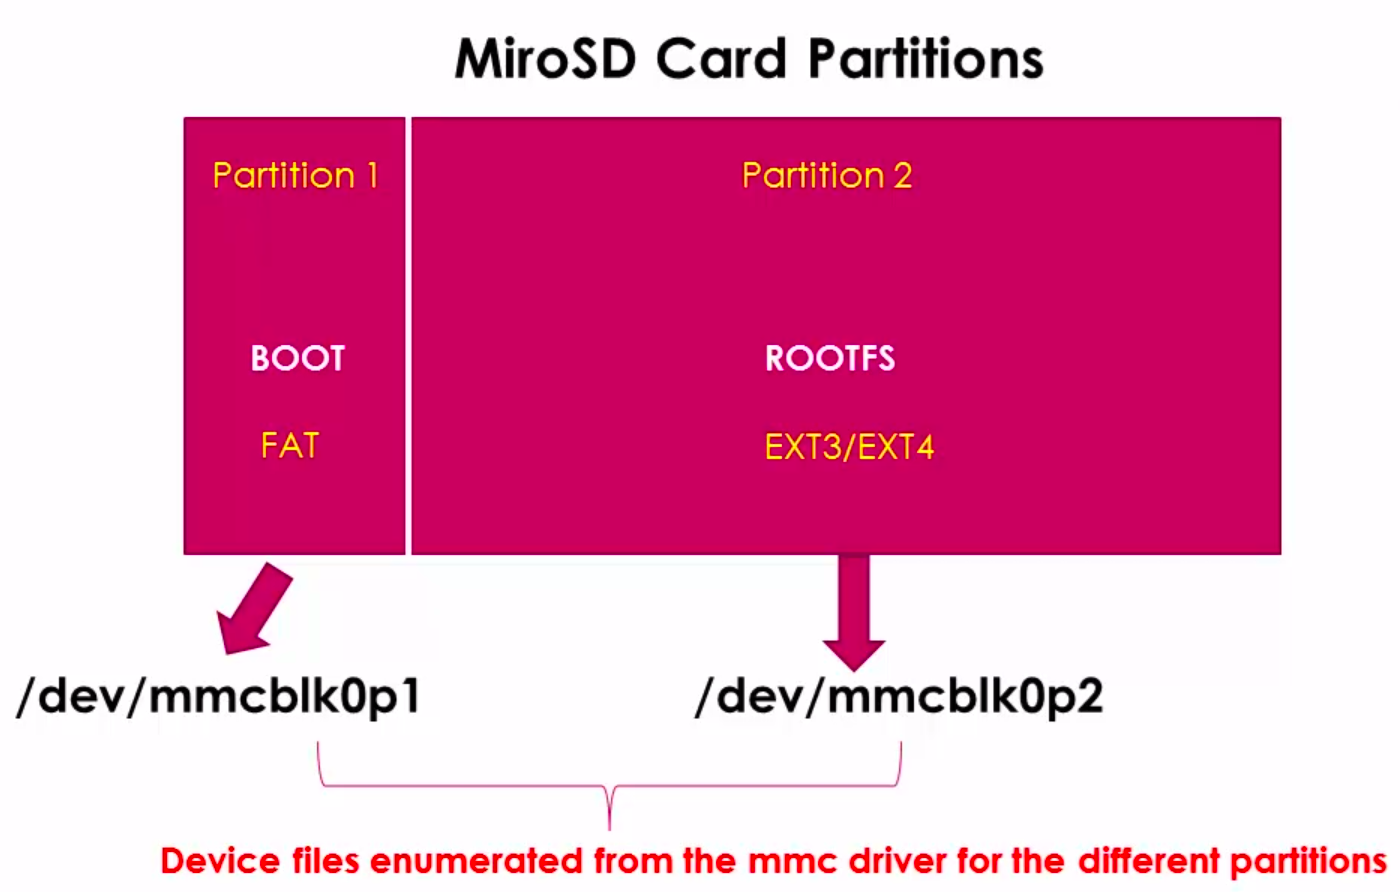 MiroSD Card Partitions
Partition 1
Partition 2
BOOT
ROOTFS
FAT
EXT3/EXT4
/dev/mmcblk0p1
/dev/mmcblk0p2
Device files enumerated from the mmc driver for the different partitions